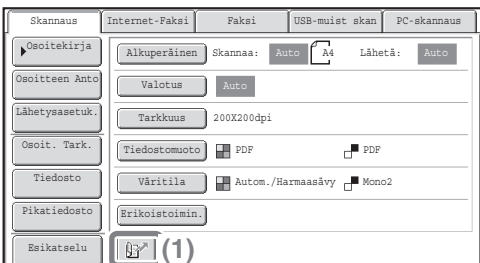 Skannaus Internet-Faksi Faksi USB-muist skan PC-skannaus
Osoitekirja Alkuperäinen Skannaa: Auto A4 Lähetä: Auto
Osoitteen Anto Valotus Auto
Lähetysasetuk. Tarkkuus 200X200dpi
Osoit. Tark. Tiedostomuoto PDF PDF
Tiedosto Väritila Autom./Harmaasävy Mono2
Pikatiedosto Erikoistoimin.
Esikatselu (1)